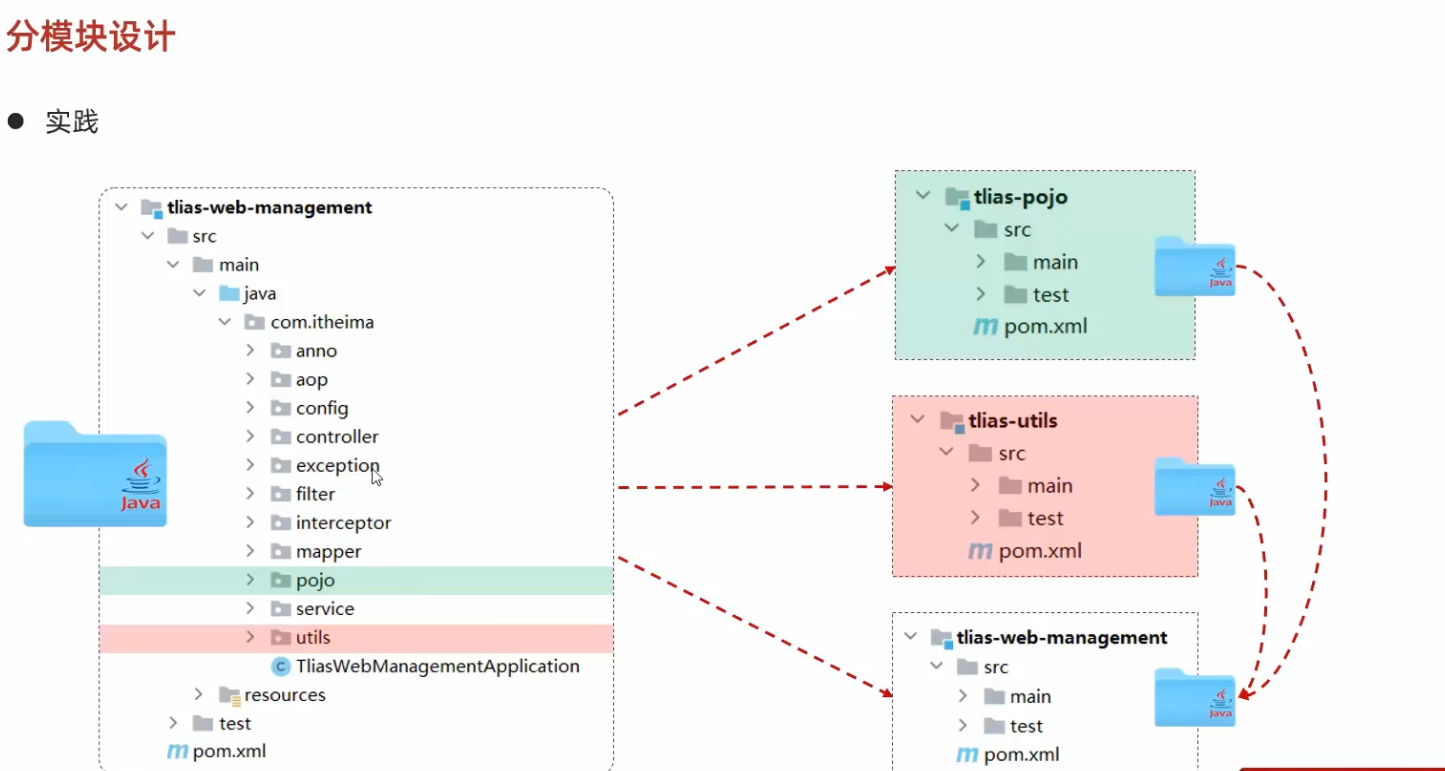 分模块设计
● 实践
tlias-web-management
src
main
java
com.itheima
anno
aop
config
controller
exception
filter
interceptor
mapper
pojo
service
utils
TliasWebManagementApplication
resources
test
pom.xml
Java
tlias-pojo
src
main
test
pom.xml
Java
tlias-utils
src
main
test
pom.xml
Java
tlias-web-management
src
main
test
pom.xml
Java